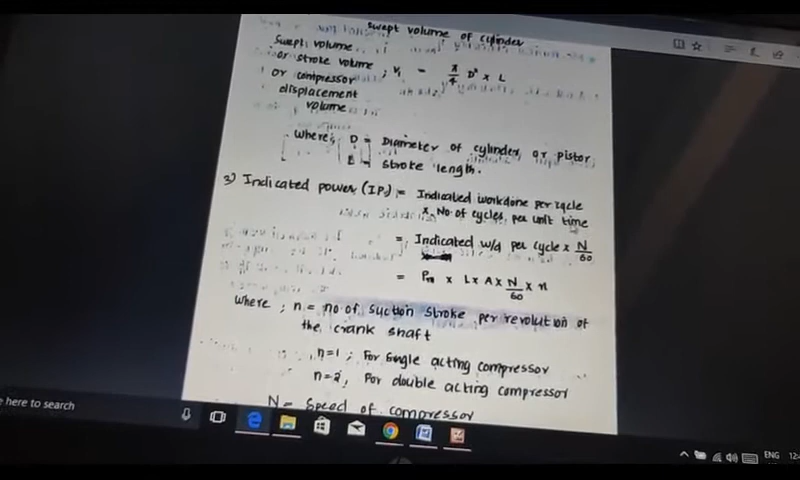 swept volume of cylinder
swept volume
or stroke volume ; V₁ = π/4 D² x L
or compressor
displacement
volume
where; D = Diameter of cylinder or piston
L = stroke length.
3) Indicated power (IP) = Indicated workdone per cycle
x No. of cycles per unit time
= Indicated w/d per cycle x N/60
= Pm x L x A x N/60 x n
where ; n = no of suction stroke per revolution of
the crank shaft
n=1 ; For single acting compressor
n=2, For double acting compressor
N = Speed of compressor
here to search
ENG
12:4